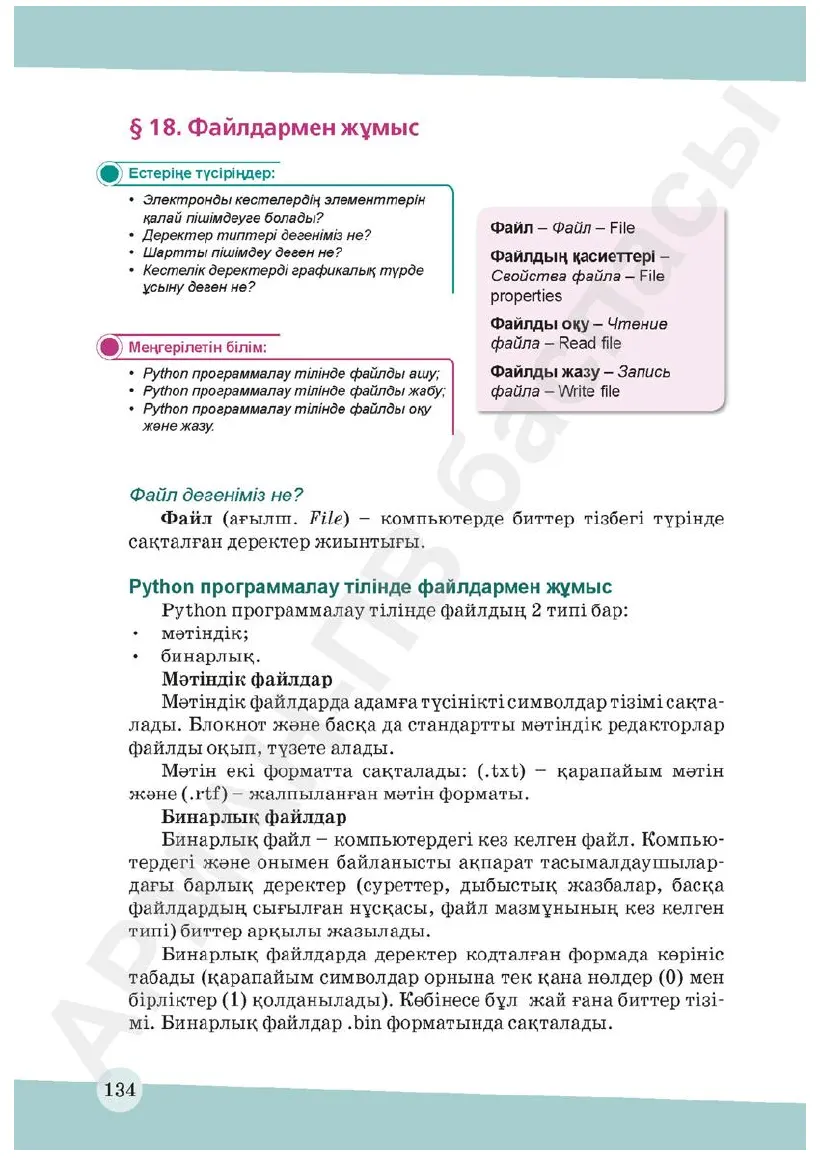 § 18. Файлдармен жұмыс
Естеріңе түсіріңдер:
• Электронды кестелердің элементтерін
қалай пішімдеуге болады?
• Деректер типтері дегеніміз не?
• Шартты пішімдеу деген не?
• Кестелік деректерді графикалық түрде
ұсыну деген не?
Меңгерілетін білім:
• Python программалау тілінде файлды ашу;
• Python программалау тілінде файлды жабу;
• Python программалау тілінде файлды оқу
және жазу.
Файл – Файл – File
Файлдың қасиеттері –
Свойства файла – File
properties
Файлды оқу – Чтение
файла – Read file
Файлды жазу – Запись
файла – Write file
Файл дегеніміз не?
Файл (ағылш. File) – компьютерде биттер тізбегі түрінде
сақталған деректер жиынтығы.
Python программалау тілінде файлдармен жұмыс
Python программалау тілінде файлдың 2 типі бар:
• мәтіндік;
• бинарлық.
Мәтіндік файлдар
Мәтіндік файлдарда адамға түсінікті символдар тізімі сақта-
лады. Блокнот және басқа да стандартты мәтіндік редакторлар
файлды оқып, түзете алады.
Мәтін екі форматта сақталады: (.txt) – қарапайым мәтін
және (.rtf) – жалпыланған мәтін форматы.
Бинарлық файлдар
Бинарлық файл – компьютердегі кез келген файл. Компью-
тердегі және онымен байланысты ақпарат тасымалдаушылар-
дағы барлық деректер (суреттер, дыбыстық жазбалар, басқа
файлдардың сығылған нұсқасы, файл мазмұнының кез келген
типі) биттер арқылы жазылады.
Бинарлық файлдарда деректер кодталған формада көрініс
табады (қарапайым символдар орнына тек қана нөлдер (0) мен
бірліктер (1) қолданылады). Көбінесе бұл жай ғана биттер тізі-
мі. Бинарлық файлдар .bin форматында сақталады.
134
АРМАН-ПВ баспасы